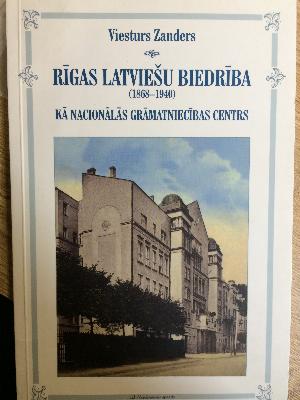 Viesturs Zanders
RĪGAS LATVIEŠU BIEDRĪBA
(1868–1940)
KĀ NACIONĀLĀS GRĀMATNIECĪBAS CENTRS